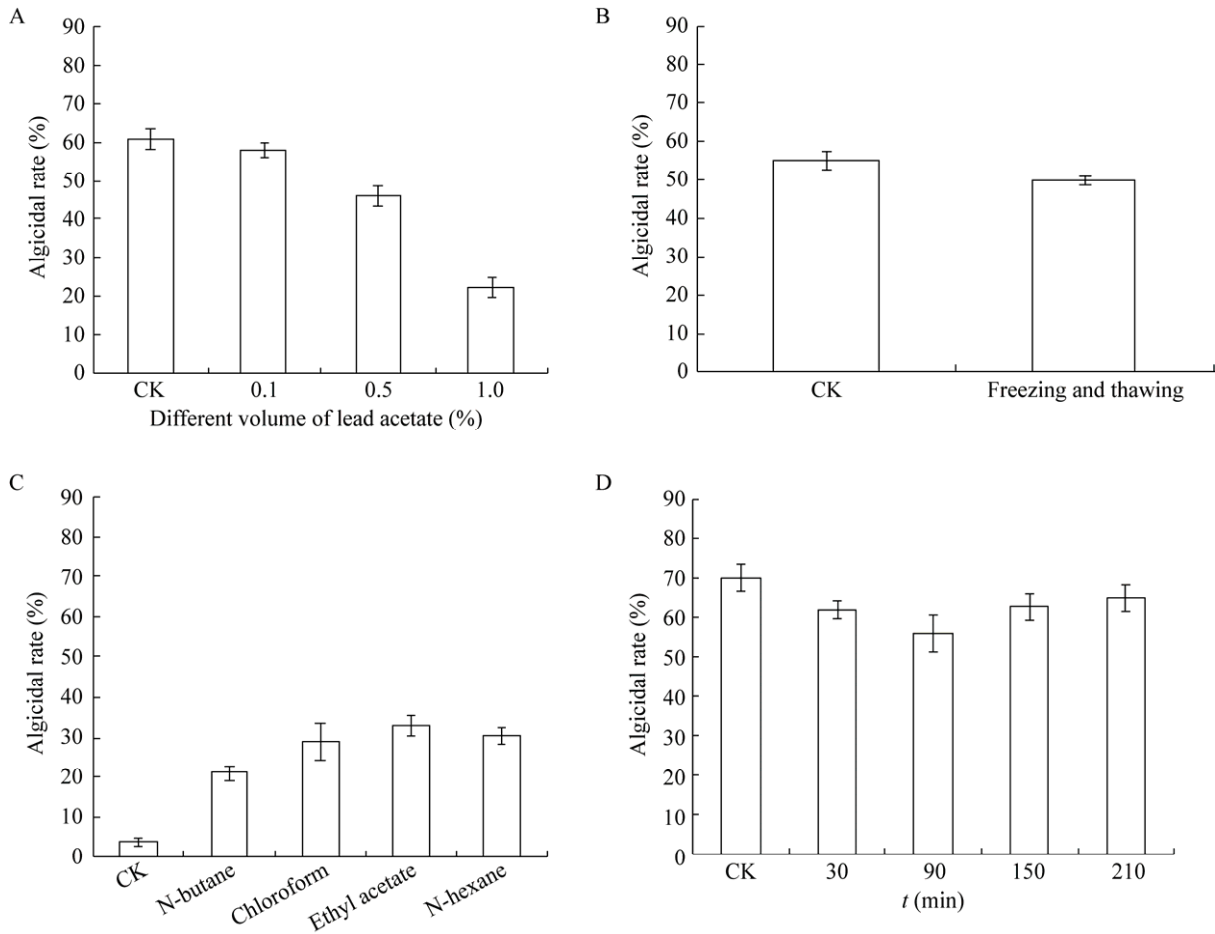 A
Algicidal rate (%)
90
80
70
60
50
40
30
20
10
0
CK 0.1 0.5 1.0
Different volume of lead acetate (%)
B
Algicidal rate (%)
90
80
70
60
50
40
30
20
10
0
CK Freezing and thawing
C
Algicidal rate (%)
90
80
70
60
50
40
30
20
10
0
CK N-butane Chloroform Ethyl acetate N-hexane
D
Algicidal rate (%)
90
80
70
60
50
40
30
20
10
0
CK 30 90 150 210
t (min)